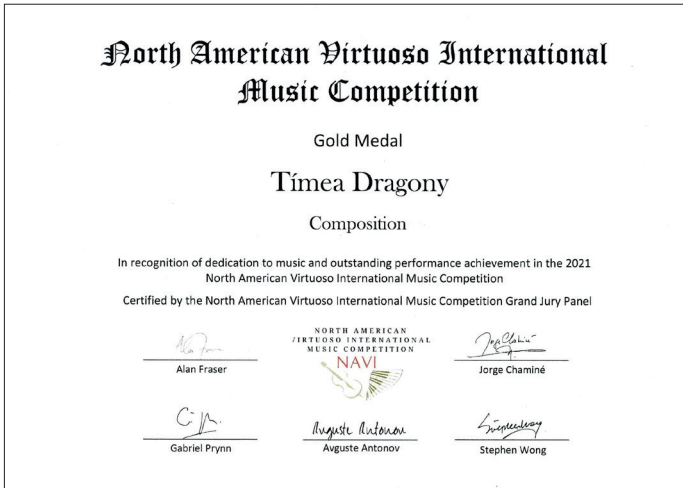 North American Virtuoso International
Music Competition
Gold Medal
Tímea Dragony
Composition
In recognition of dedication to music and outstanding performance achievement in the 2021
North American Virtuoso International Music Competition
Certified by the North American Virtuoso International Music Competition Grand Jury Panel
NORTH AMERICAN
VIRTUOSO INTERNATIONAL
MUSIC COMPETITION
NAVI
Alan Fraser
Jorge Chaminé
Auguste Antonov
Gabriel Prynn
Avguste Antonov
Stephen Wong